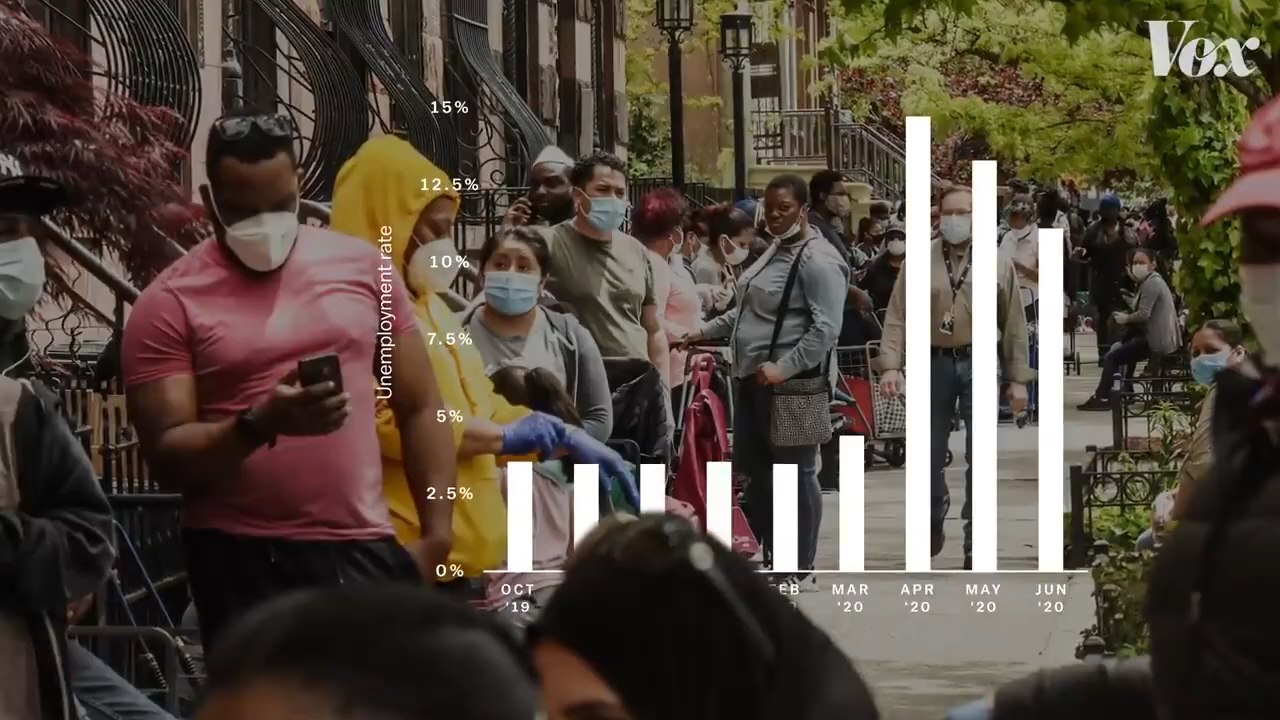 Vox
15%
12.5%
10%
7.5%
5%
2.5%
0%
Unemployment rate
OCT
'19
MAR
'20
APR
'20
MAY
'20
JUN
'20